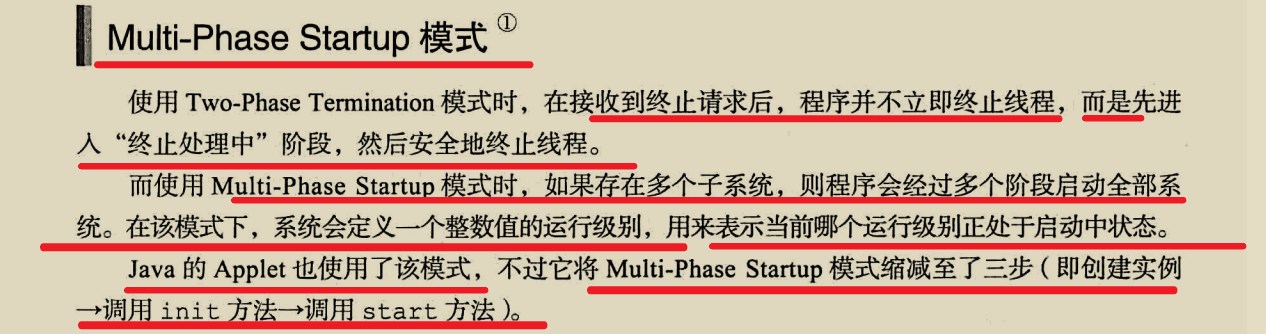 Multi-Phase Startup 模式①
使用 Two-Phase Termination 模式时，在接收到终止请求后，程序并不立即终止线程，而是先进
入“终止处理中”阶段，然后安全地终止线程。
而使用 Multi-Phase Startup 模式时，如果存在多个子系统，则程序会经过多个阶段启动全部系
统。在该模式下，系统会定义一个整数值的运行级别，用来表示当前哪个运行级别正处于启动中状态。
Java 的 Applet 也使用了该模式，不过它将 Multi-Phase Startup 模式缩减至了三步（即创建实例
→调用 init 方法→调用 start 方法）。